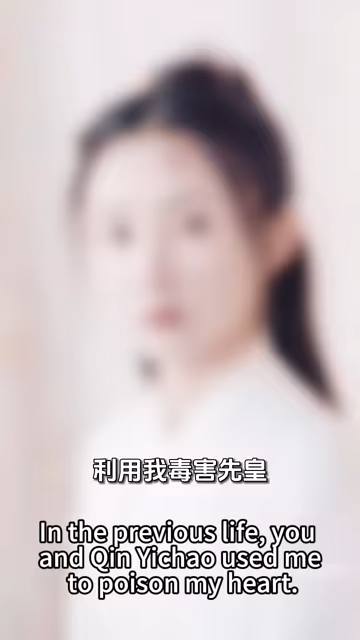 利用我毒害先皇
In the previous life, you
and Qin Yichao used me
to poison my heart.